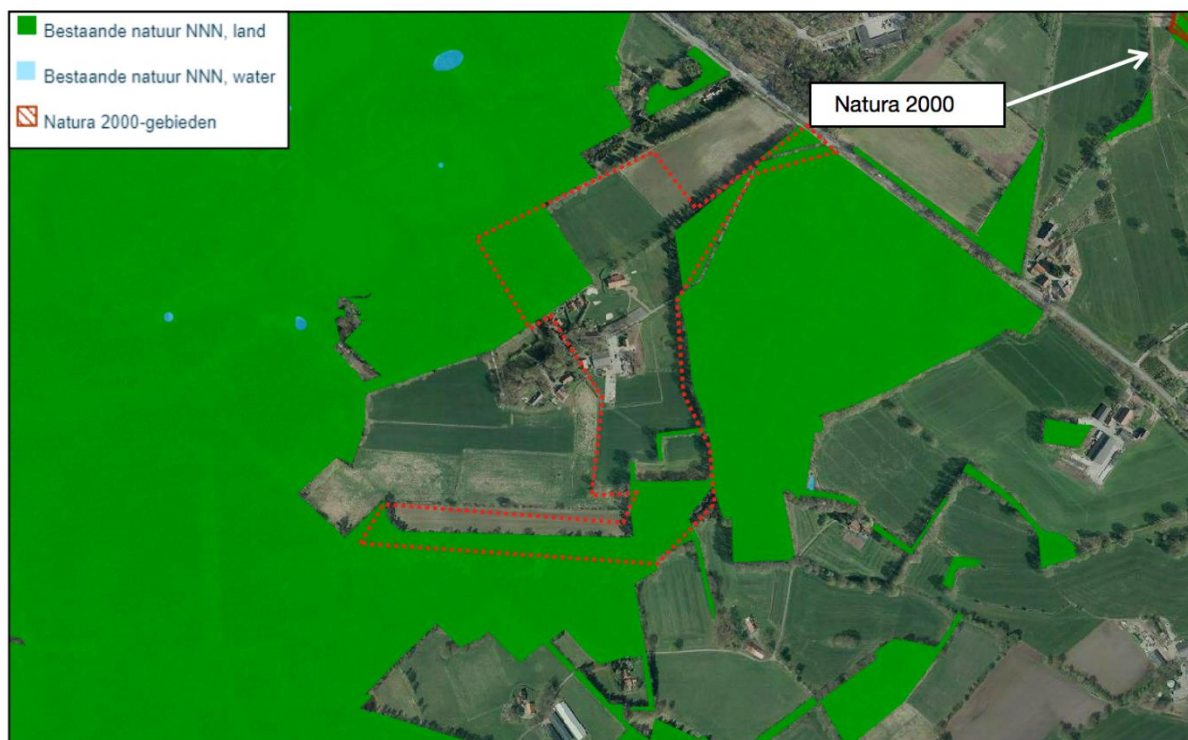 Bestaande natuur NNN, land
Bestaande natuur NNN, water
Natura 2000-gebieden
Natura 2000